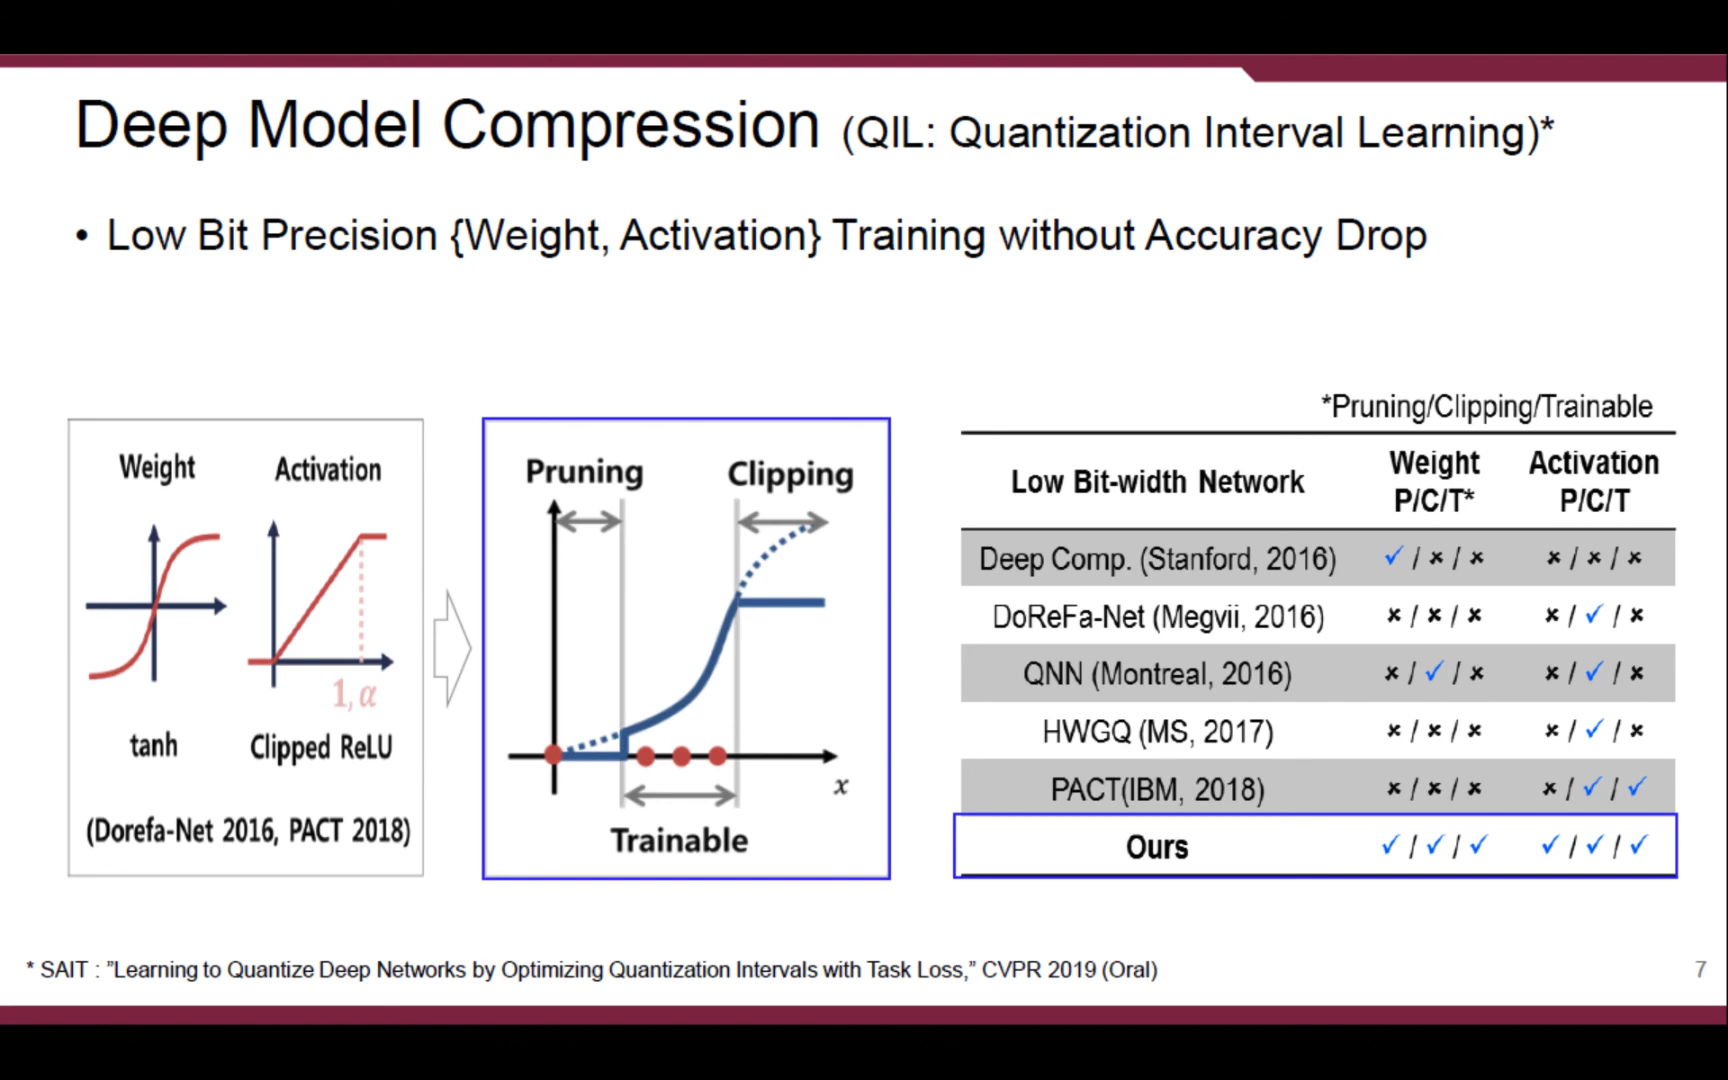 Deep Model Compression (QIL: Quantization Interval Learning)*
• Low Bit Precision {Weight, Activation} Training without Accuracy Drop
Weight Activation
1, α
tanh Clipped ReLU
(Dorefa-Net 2016, PACT 2018)
Pruning Clipping
x
Trainable
*Pruning/Clipping/Trainable
Low Bit-width Network Weight P/C/T* Activation P/C/T
Deep Comp. (Stanford, 2016) ✓ / × / × × / × / ×
DoReFa-Net (Megvii, 2016) × / × / × × / ✓ / ×
QNN (Montreal, 2016) × / ✓ / × × / ✓ / ×
HWGQ (MS, 2017) × / × / × × / ✓ / ×
PACT(IBM, 2018) × / × / × × / ✓ / ✓
Ours ✓ / ✓ / ✓ ✓ / ✓ / ✓
* SAIT : ”Learning to Quantize Deep Networks by Optimizing Quantization Intervals with Task Loss,” CVPR 2019 (Oral)
7